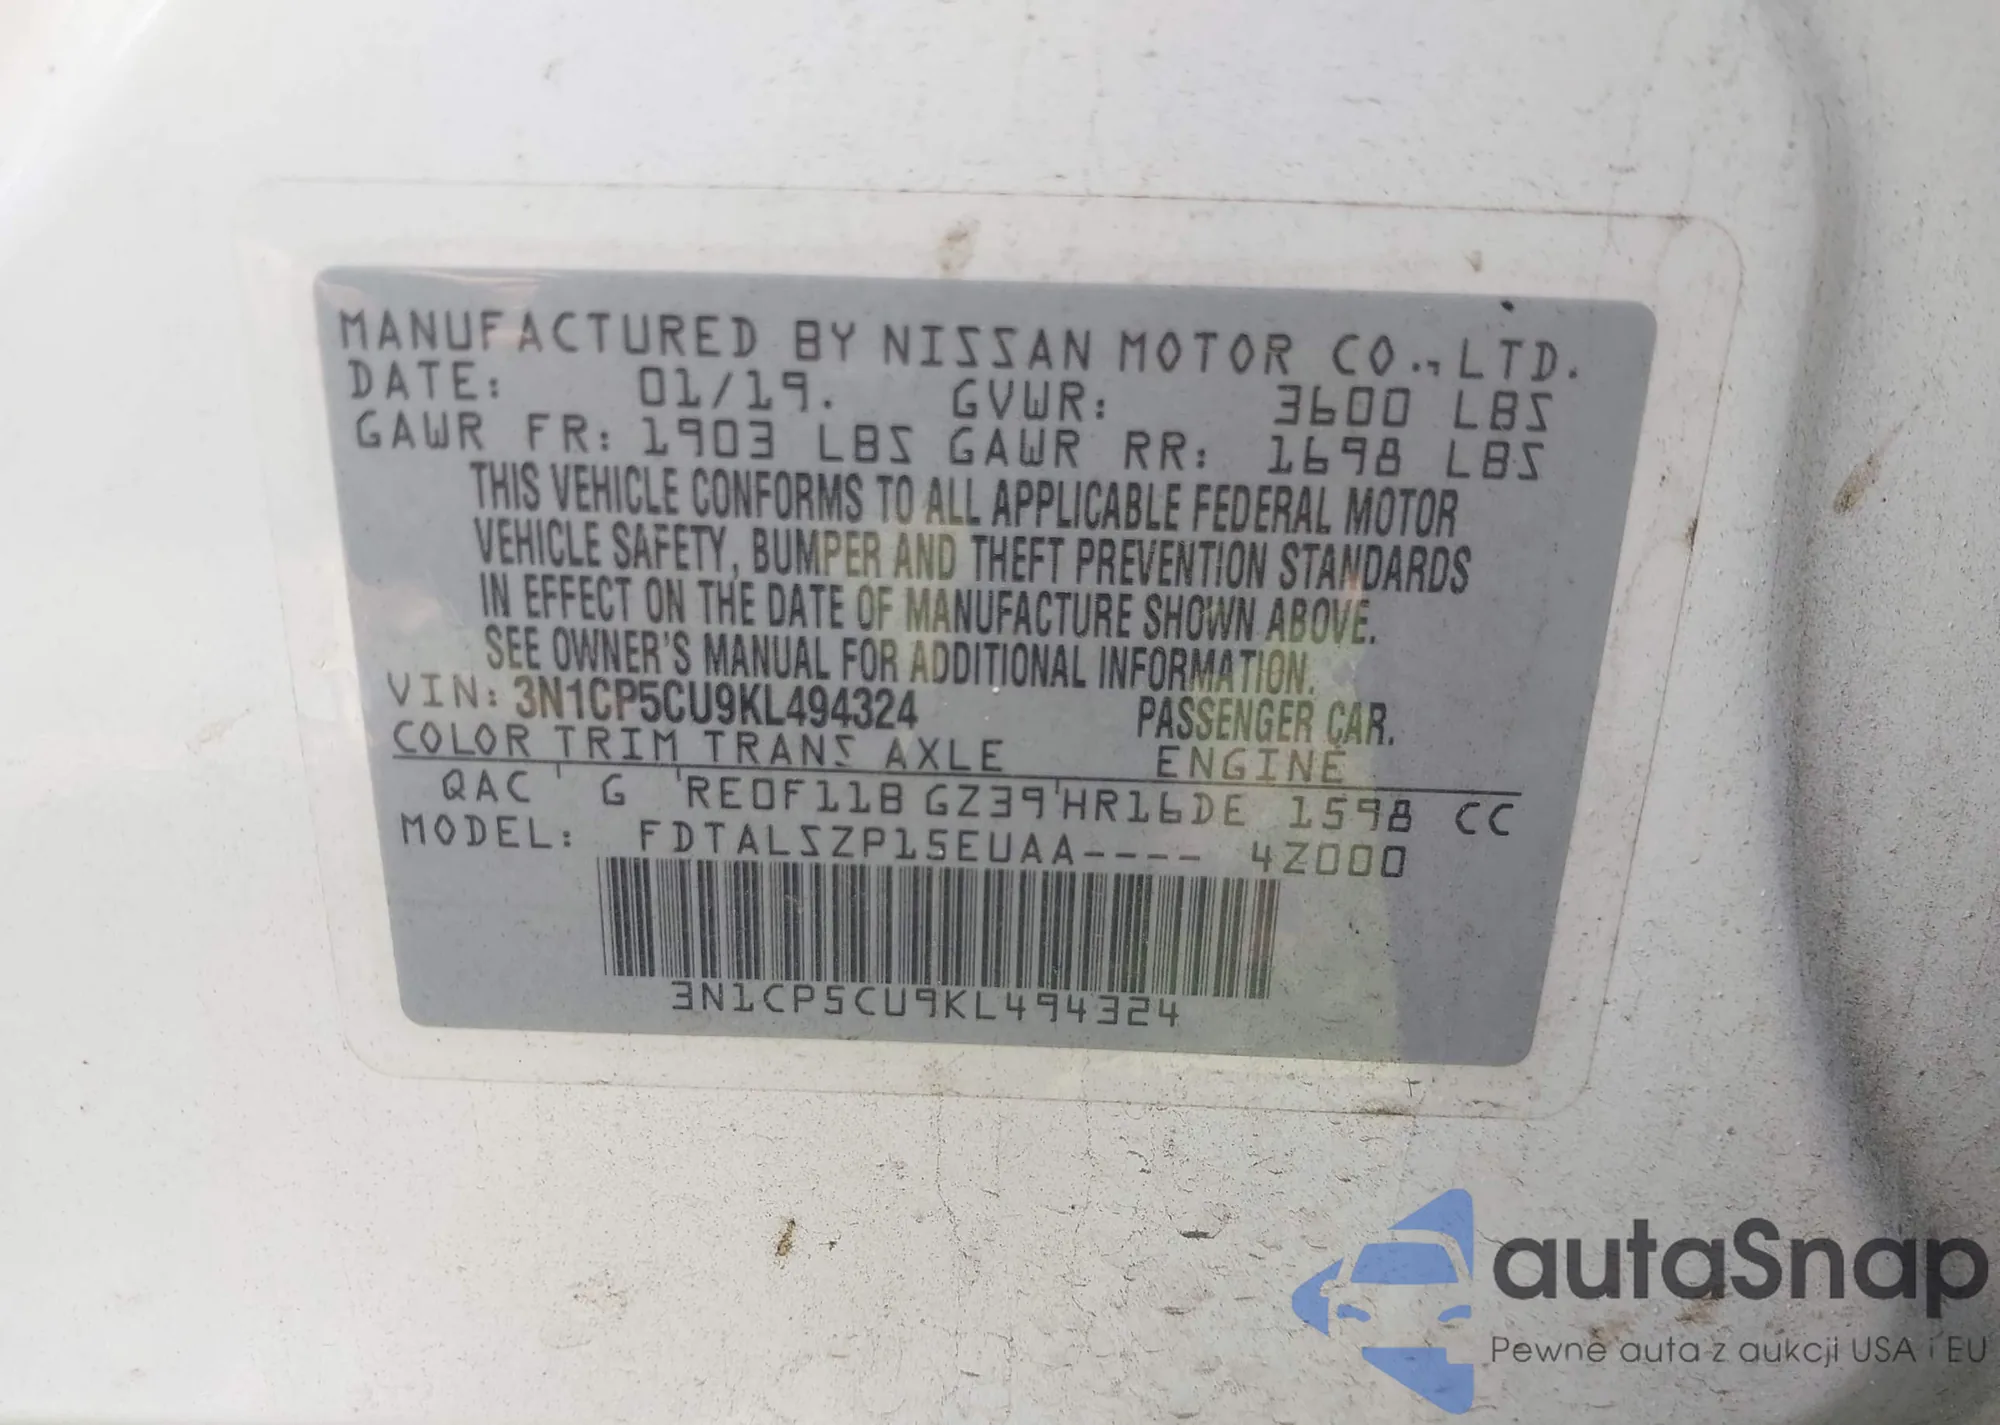 MANUFACTURED BY NISSAN MOTOR CO., LTD.
DATE: 01/19. GVWR: 3600 LBS
GAWR FR: 1903 LBS GAWR RR: 1698 LBS
THIS VEHICLE CONFORMS TO ALL APPLICABLE FEDERAL MOTOR
VEHICLE SAFETY, BUMPER AND THEFT PREVENTION STANDARDS
IN EFFECT ON THE DATE OF MANUFACTURE SHOWN ABOVE.
SEE OWNER'S MANUAL FOR ADDITIONAL INFORMATION.
VIN: 3N1CP5CU9KL494324 PASSENGER CAR.
COLOR TRIM TRANS AXLE ENGINE
QAC G RE0F11B GZ39 HR16DE 1598 CC
MODEL: FDTALSZP15EUAA---- 4Z000
3N1CP5CU9KL494324
autaSnap
Pewne auta z aukcji USA i EU